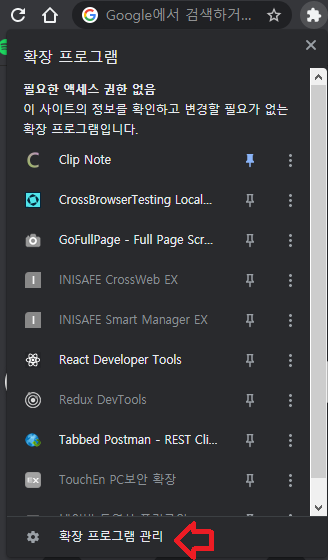 Google에서 검색하거...
확장 프로그램
필요한 액세스 권한 없음
이 사이트의 정보를 확인하고 변경할 필요가 없는
확장 프로그램입니다.
C Clip Note
CrossBrowserTesting Local...
GoFullPage - Full Page Scr...
I INISAFE CrossWeb EX
I INISAFE Smart Manager EX
React Developer Tools
Redux DevTools
Tabbed Postman - REST Cli...
EX TouchEn PC보안 확장
확장 프로그램 관리